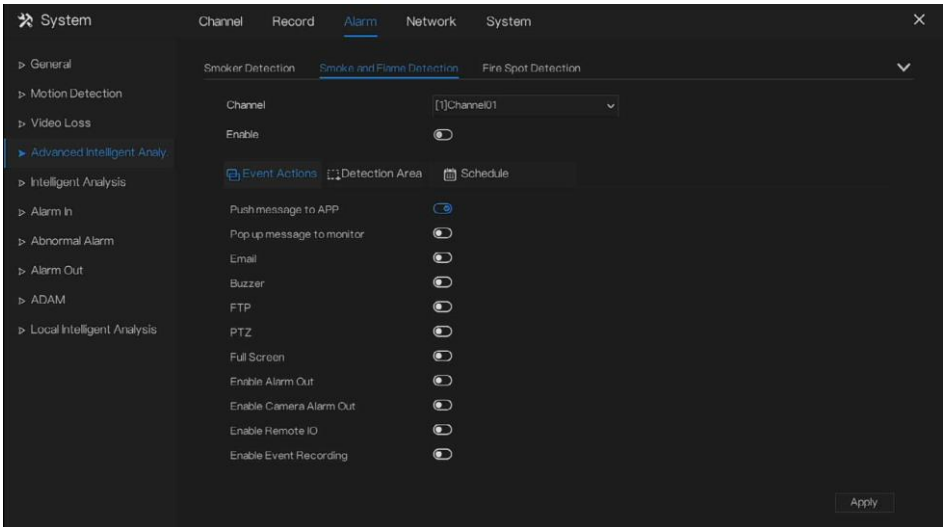 System
Channel Record Alarm Network System
General
Motion Detection
Video Loss
Advanced Intelligent Analy.
Intelligent Analysis
Alarm In
Abnormal Alarm
Alarm Out
ADAM
Local Intelligent Analysis
Smoker Detection Smoke and Flame Detection Fire Spot Detection
Channel [1]Channel01
Enable
Event Actions Detection Area Schedule
Push message to APP
Pop up message to monitor
Email
Buzzer
FTP
PTZ
Full Screen
Enable Alarm Out
Enable Camera Alarm Out
Enable Remote IO
Enable Event Recording
Apply